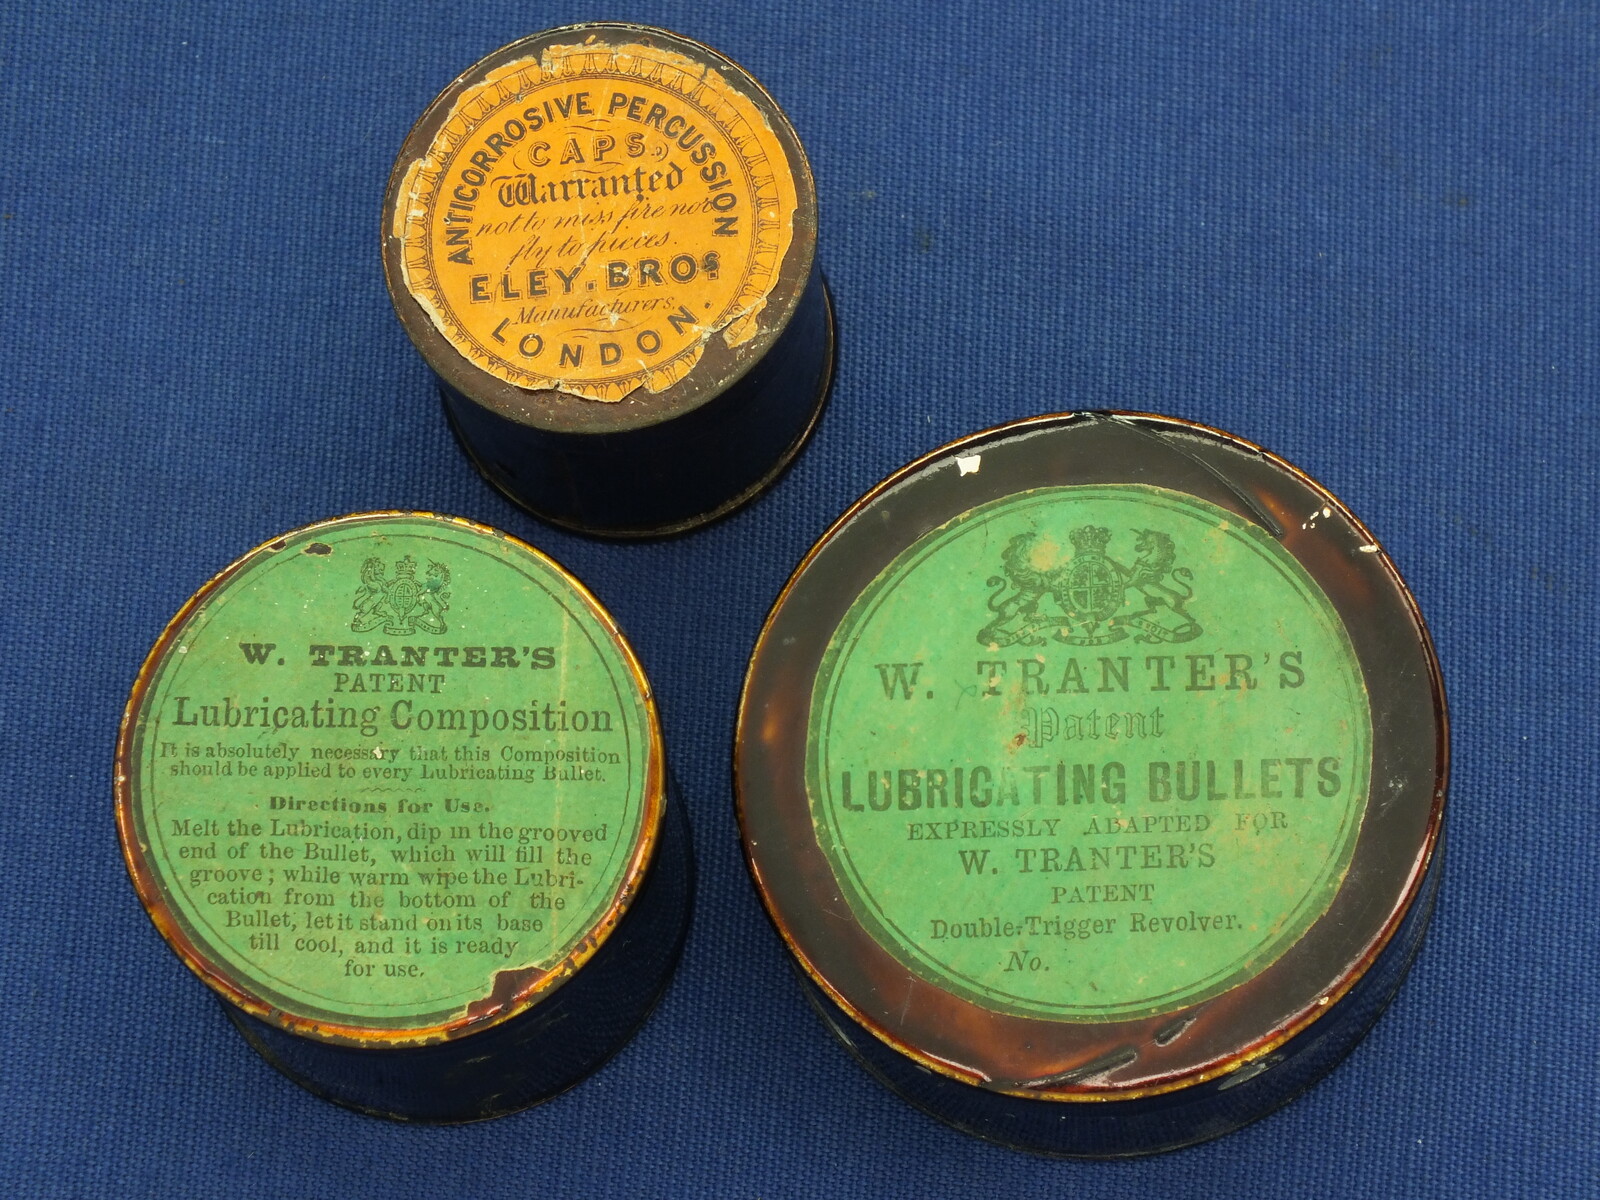 ANTICORROSIVE PERCUSSION
CAPS.
Warranted
not to miss fire nor
fly to pieces.
ELEY. BROS
Manufacturers.
LONDON.
W. TRANTER'S
PATENT
Lubricating Composition
It is absolutely necessary that this Composition
should be applied to every Lubricating Bullet.
Directions for Use.
Melt the Lubrication, dip in the grooved
end of the Bullet, which will fill the
groove; while warm wipe the Lubri-
cation from the bottom of the
Bullet, let it stand on its base
till cool, and it is ready
for use.
W. TRANTER'S
Patent
LUBRICATING BULLETS
EXPRESSLY ADAPTED FOR
W. TRANTER'S
PATENT
Double-Trigger Revolver.
No.